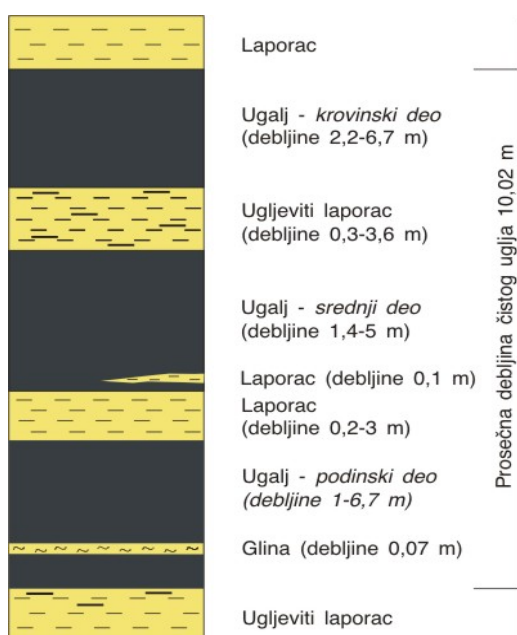 Laporac
Ugalj - krovinski deo
(debljine 2,2-6,7 m)
Ugljeviti laporac
(debljine 0,3-3,6 m)
Ugalj - srednji deo
(debljine 1,4-5 m)
Laporac (debljine 0,1 m)
Laporac
(debljine 0,2-3 m)
Ugalj - podinski deo
(debljine 1-6,7 m)
Glina (debljine 0,07 m)
Ugljeviti laporac
Prosečna debljina čistog uglja 10,02 m